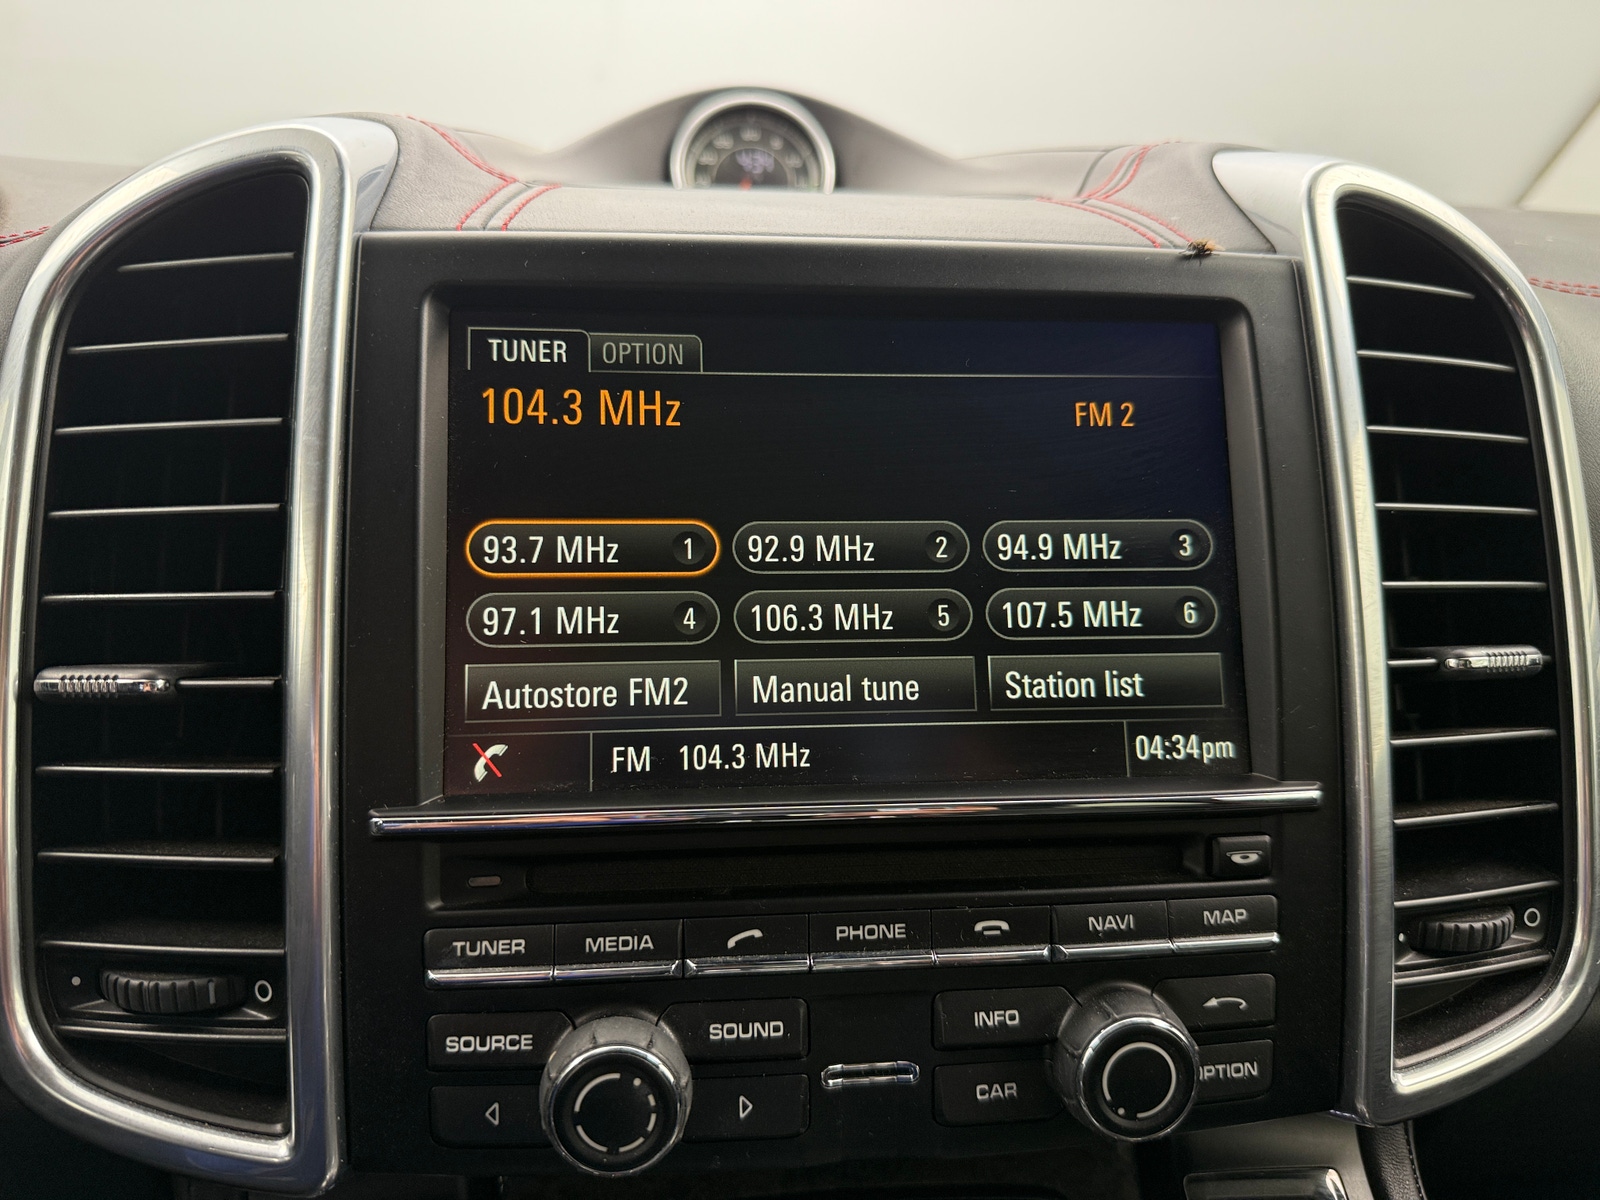 TUNER OPTION
104.3 MHz FM 2
93.7 MHz 1 92.9 MHz 2 94.9 MHz 3
97.1 MHz 4 106.3 MHz 5 107.5 MHz 6
Autostore FM2 Manual tune Station list
FM 104.3 MHz 04:34pm
TUNER MEDIA PHONE NAVI MAP
SOURCE SOUND INFO
CAR OPTION